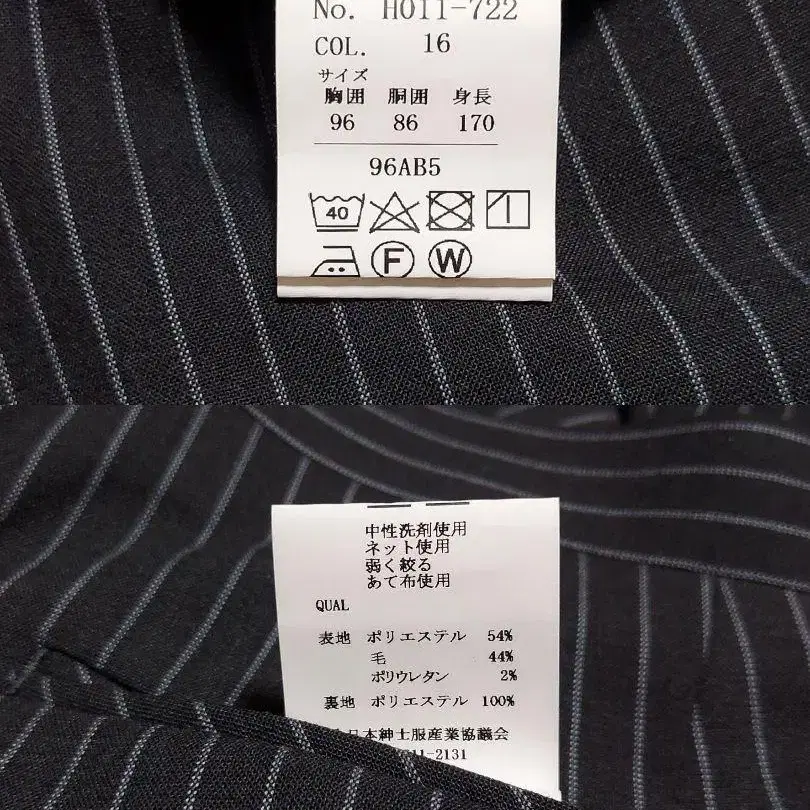 No. H011-722
COL. 16
サイズ
胸囲 胴囲 身長
96 86 170
96AB5
40
F W
中性洗剤使用
ネット使用
弱く絞る
あて布使用
QUAL
表地 ポリエステル 54%
毛 44%
ポリウレタン 2%
裏地 ポリエステル 100%
日本紳士服産業協議会
11-2131